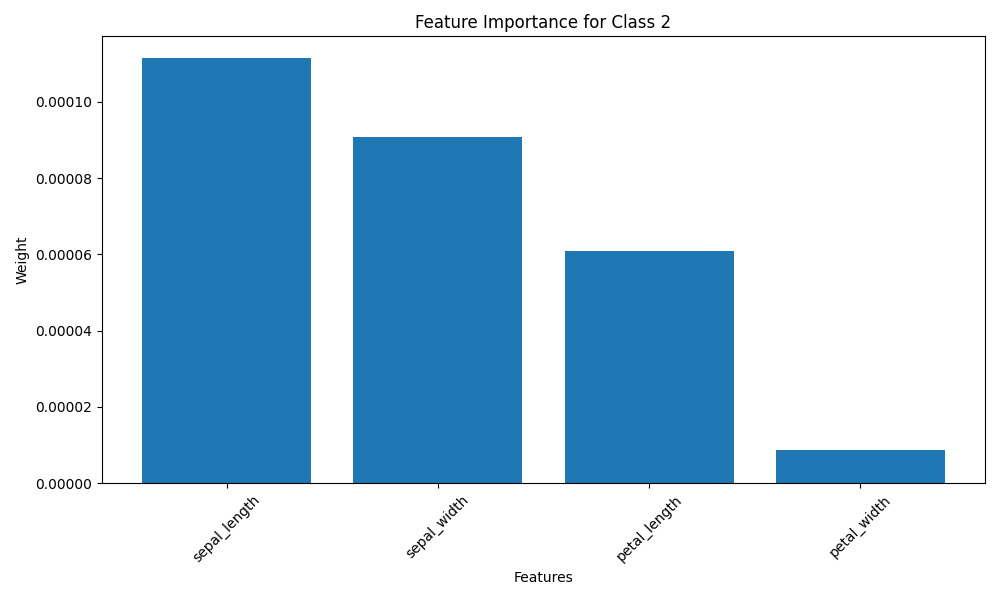 Feature Importance for Class 2
Weight
0.00010
0.00008
0.00006
0.00004
0.00002
0.00000
sepal_length
sepal_width
petal_length
petal_width
Features